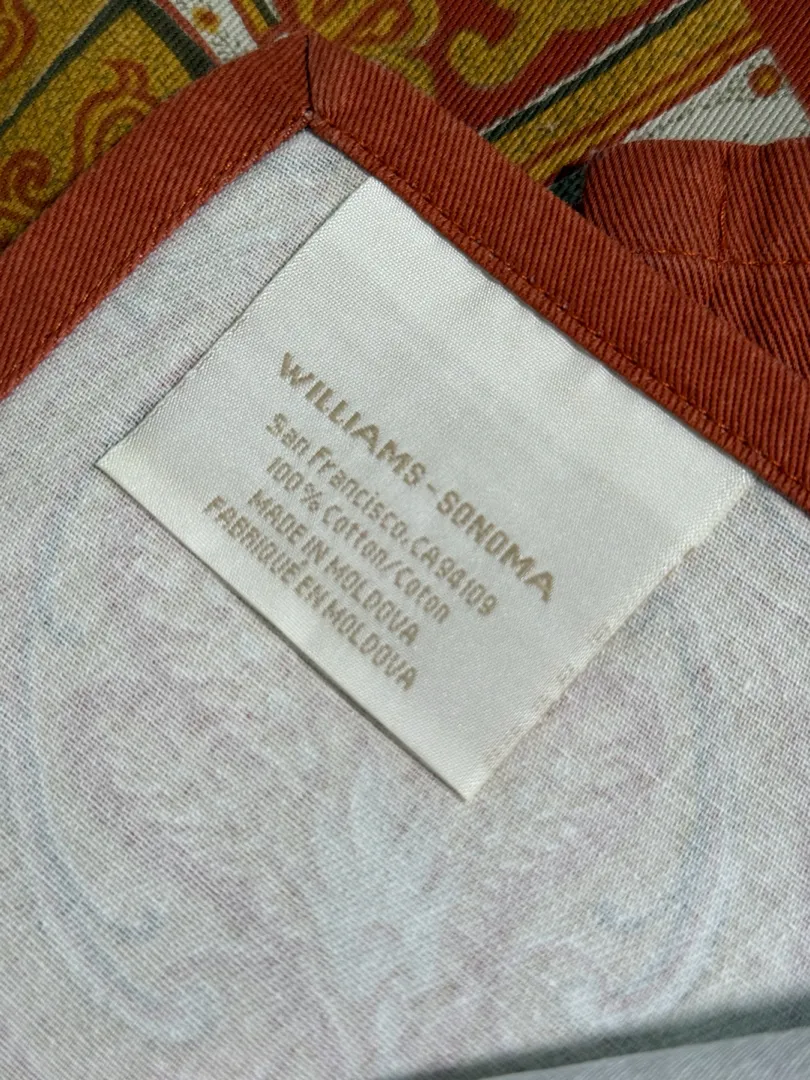 WILLIAMS-SONOMA
San Francisco, CA 94109
100% Cotton/Coton
MADE IN MOLDOVA
FABRIQUÉ EN MOLDOVA